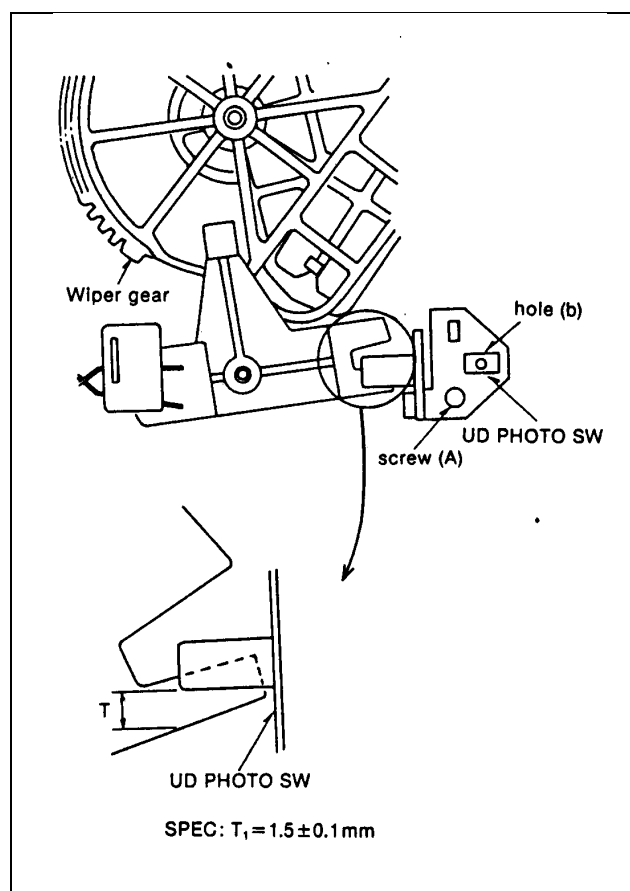 Wiper gear
hole (b)
UD PHOTO SW
screw (A)
T
UD PHOTO SW
SPEC: T₁=1.5±0.1mm